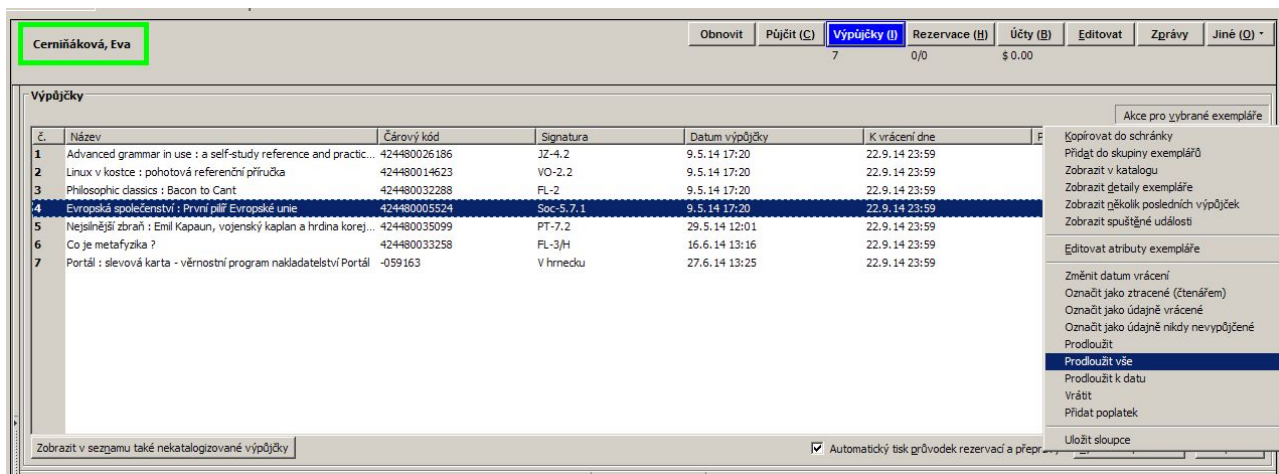 Cerniňáková, Eva
Obnovit Půjčit (C) Výpůjčky (I) Rezervace (H) Účty (B) Editovat Zprávy Jiné (O)
7 0/0 $ 0.00
Výpůjčky
Akce pro vybrané exempláře
č. Název Čárový kód Signatura Datum výpůjčky K vrácení dne
1 Advanced grammar in use : a self-study reference and practic... 424480026186 JZ-4.2 9.5.14 17:20 22.9.14 23:59
2 Linux v kostce : pohotová referenční příručka 424480014623 VO-2.2 9.5.14 17:20 22.9.14 23:59
3 Philosophic classics : Bacon to Cant 424480032288 FL-2 9.5.14 17:20 22.9.14 23:59
4 Evropská společenství : První pilíř Evropské unie 424480005524 Soc-5.7.1 9.5.14 17:20 22.9.14 23:59
5 Nejsilnější zbraň : Emil Kapaun, vojenský kaplan a hrdina korej... 424480035099 PT-7.2 29.5.14 12:01 22.9.14 23:59
6 Co je metafyzika ? 424480033258 FL-3/H 16.6.14 13:16 22.9.14 23:59
7 Portál : slevová karta - věrnostní program nakladatelství Portál -059163 V hrnecku 27.6.14 13:25 22.9.14 23:59
Kopírovat do schránky
Přidat do skupiny exemplářů
Zobrazit v katalogu
Zobrazit detaily exempláře
Zobrazit několik posledních výpůjček
Zobrazit spuštěné události
Editovat atributy exempláře
Změnit datum vrácení
Označit jako ztracené (čtenářem)
Označit jako údajně vrácené
Označit jako údajně nikdy nevypůjčené
Prodloužit
Prodloužit vše
Prodloužit k datu
Vrátit
Přidat poplatek
Uložit sloupce
Zobrazit v seznamu také nekatalogizované výpůjčky
Automatický tisk průvodek rezervací a